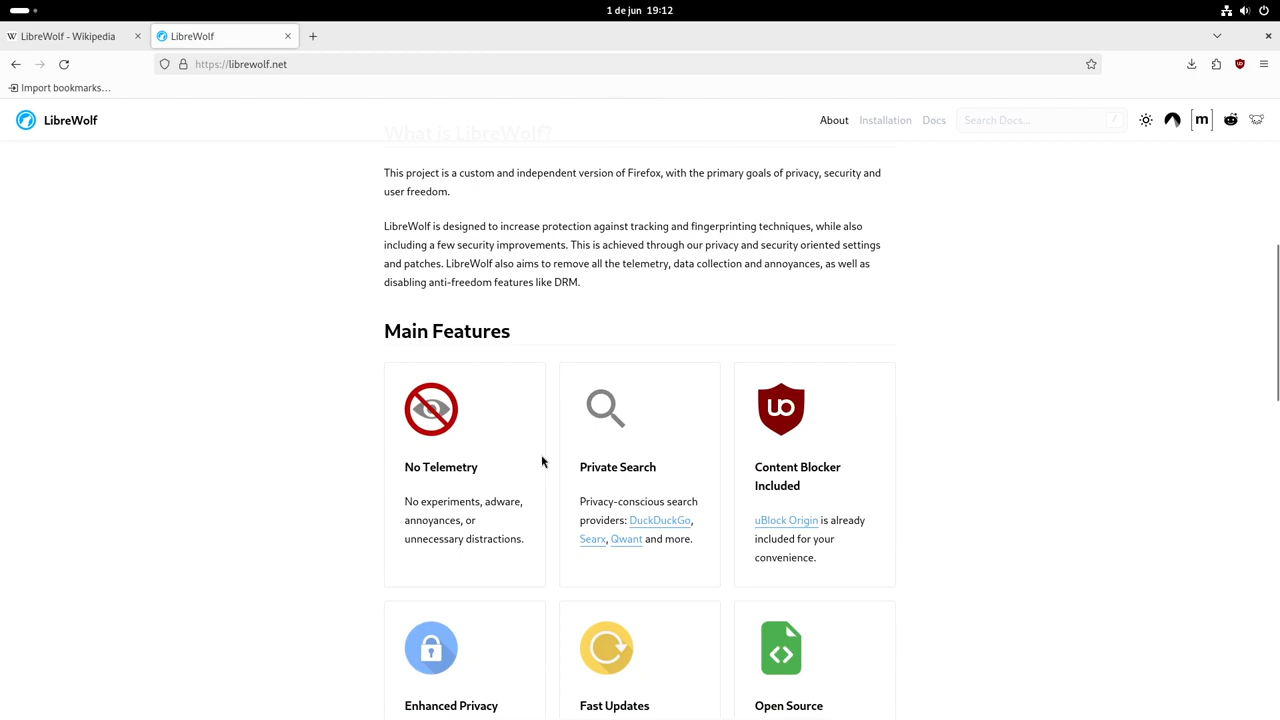 1 de jun 19:12
W LibreWolf - Wikipedia
LibreWolf
https://librewolf.net
Import bookmarks...
LibreWolf
About Installation Docs Search Docs... /
m
What is LibreWolf?
This project is a custom and independent version of Firefox, with the primary goals of privacy, security and
user freedom.
LibreWolf is designed to increase protection against tracking and fingerprinting techniques, while also
including a few security improvements. This is achieved through our privacy and security oriented settings
and patches. LibreWolf also aims to remove all the telemetry, data collection and annoyances, as well as
disabling anti-freedom features like DRM.
Main Features
No Telemetry
No experiments, adware,
annoyances, or
unnecessary distractions.
Private Search
Privacy-conscious search
providers: DuckDuckGo,
Searx, Qwant and more.
Content Blocker
Included
uBlock Origin is already
included for your
convenience.
Enhanced Privacy
Fast Updates
Open Source